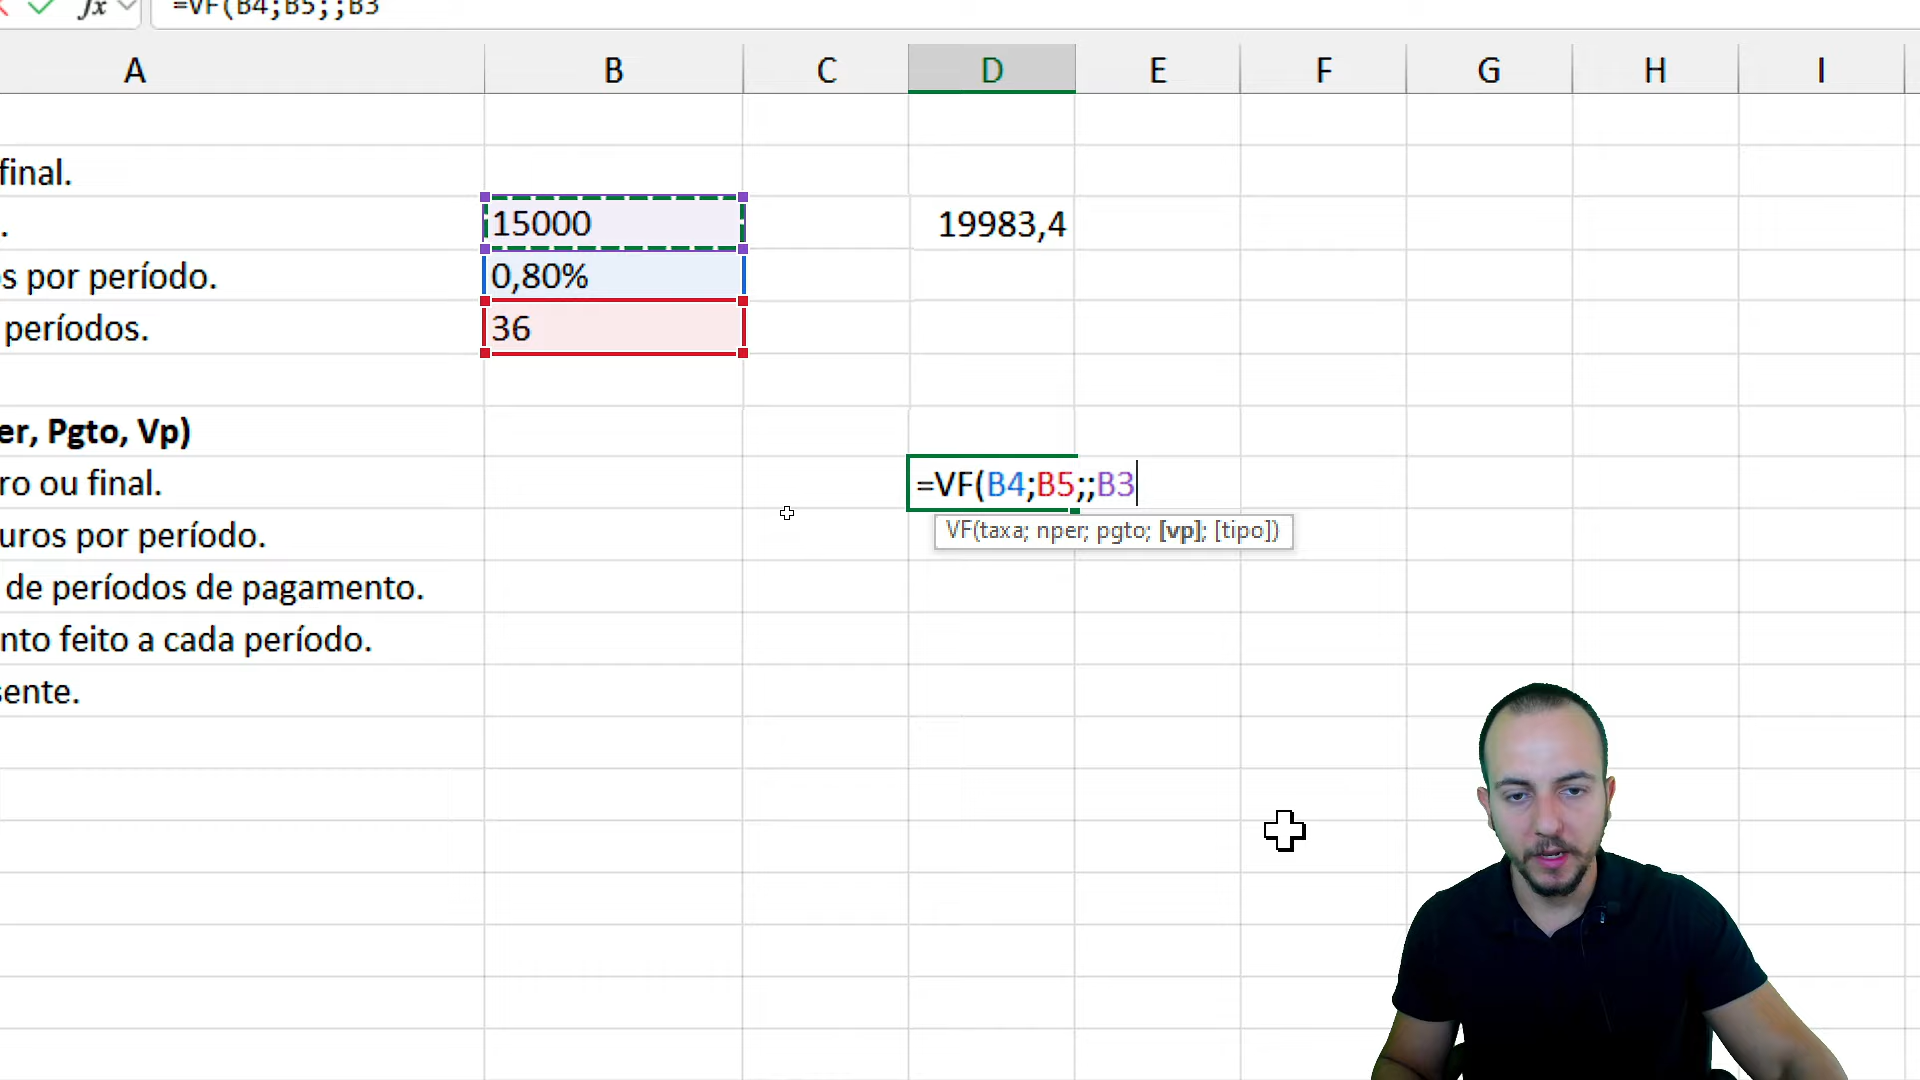 fx =VF(B4;B5;;B3
A B C D E F G H I
final.
. 15000 19983,4
s por período. 0,80%
períodos. 36
er, Pgto, Vp)
ro ou final. =VF(B4;B5;;B3
VF(taxa; nper; pgto; [vp]; [tipo])
uros por período.
de períodos de pagamento.
nto feito a cada período.
sente.